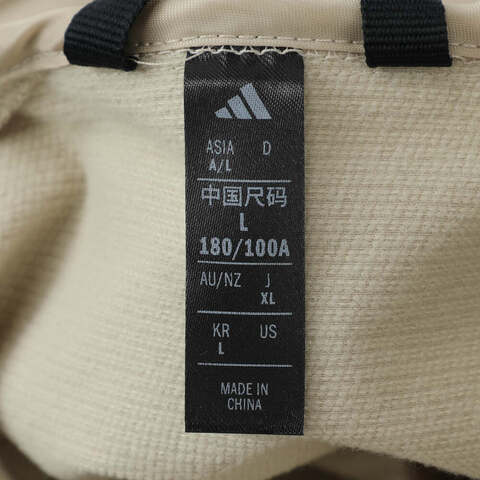 ASIA D
A/L
中国尺码
L
180/100A
AU/NZ J
XL
KR US
L
MADE IN
CHINA